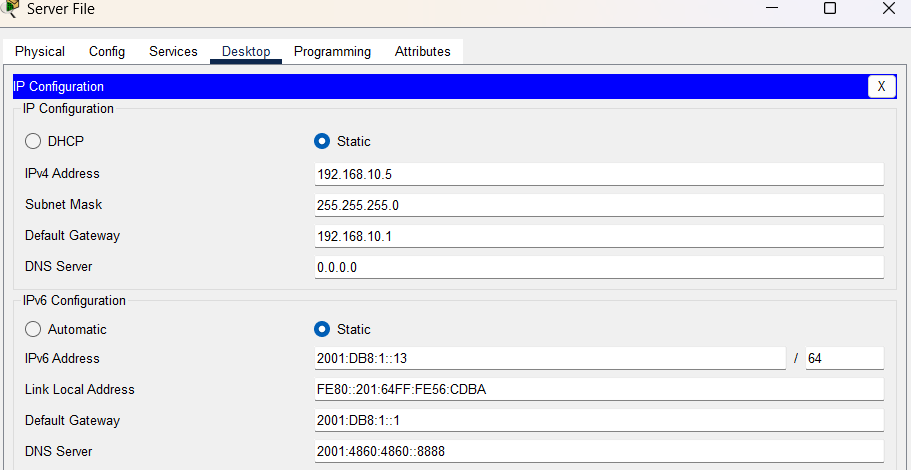 Server File
Physical Config Services Desktop Programming Attributes
IP Configuration X
IP Configuration
DHCP Static
IPv4 Address 192.168.10.5
Subnet Mask 255.255.255.0
Default Gateway 192.168.10.1
DNS Server 0.0.0.0
IPv6 Configuration
Automatic Static
IPv6 Address 2001:DB8:1::13 / 64
Link Local Address FE80::201:64FF:FE56:CDBA
Default Gateway 2001:DB8:1::1
DNS Server 2001:4860:4860::8888